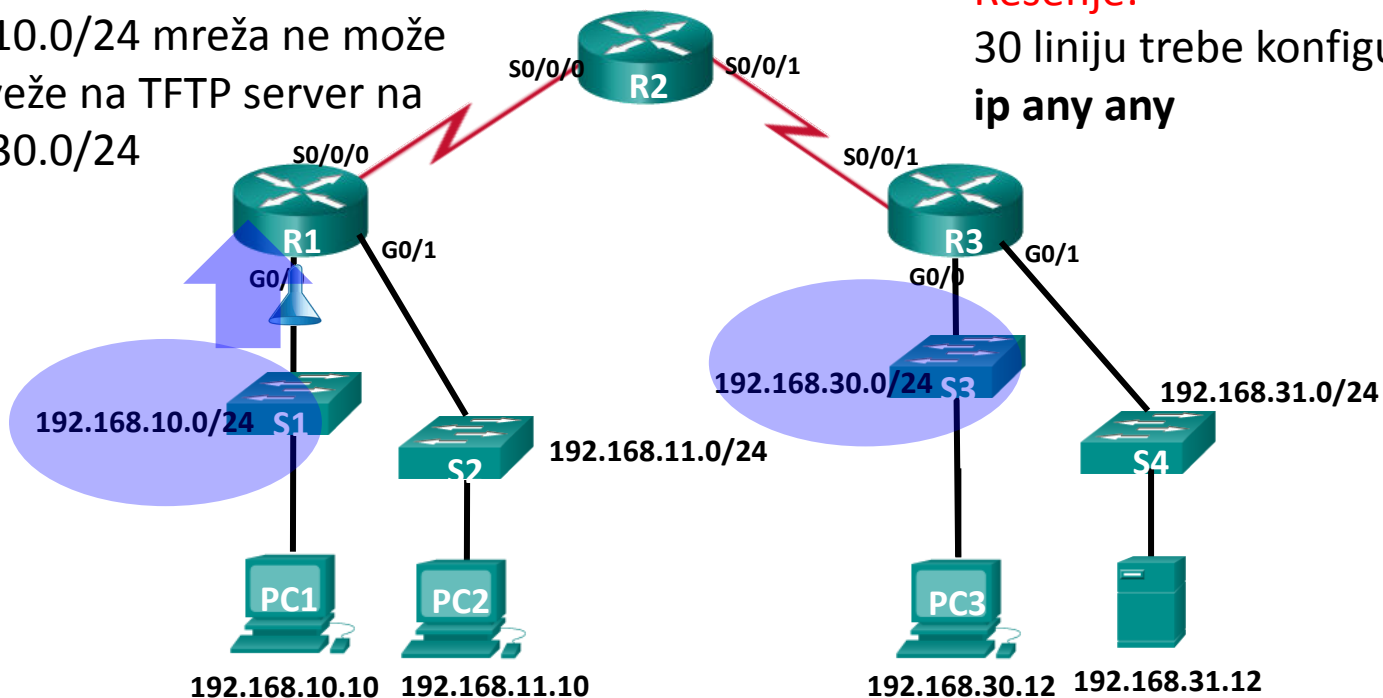 10.0/24 mreža ne može
veže na TFTP server na
30.0/24
30 liniju trebe konfigu
ip any any
R2
S0/0/0
S0/0/1
S0/0/0
S0/0/1
R1
R3
G0/1
G0/1
G0/
G0/0
192.168.10.0/24
S1
192.168.11.0/24
S2
192.168.30.0/24
S3
192.168.31.0/24
S4
PC1
PC2
PC3
192.168.10.10
192.168.11.10
192.168.30.12
192.168.31.12